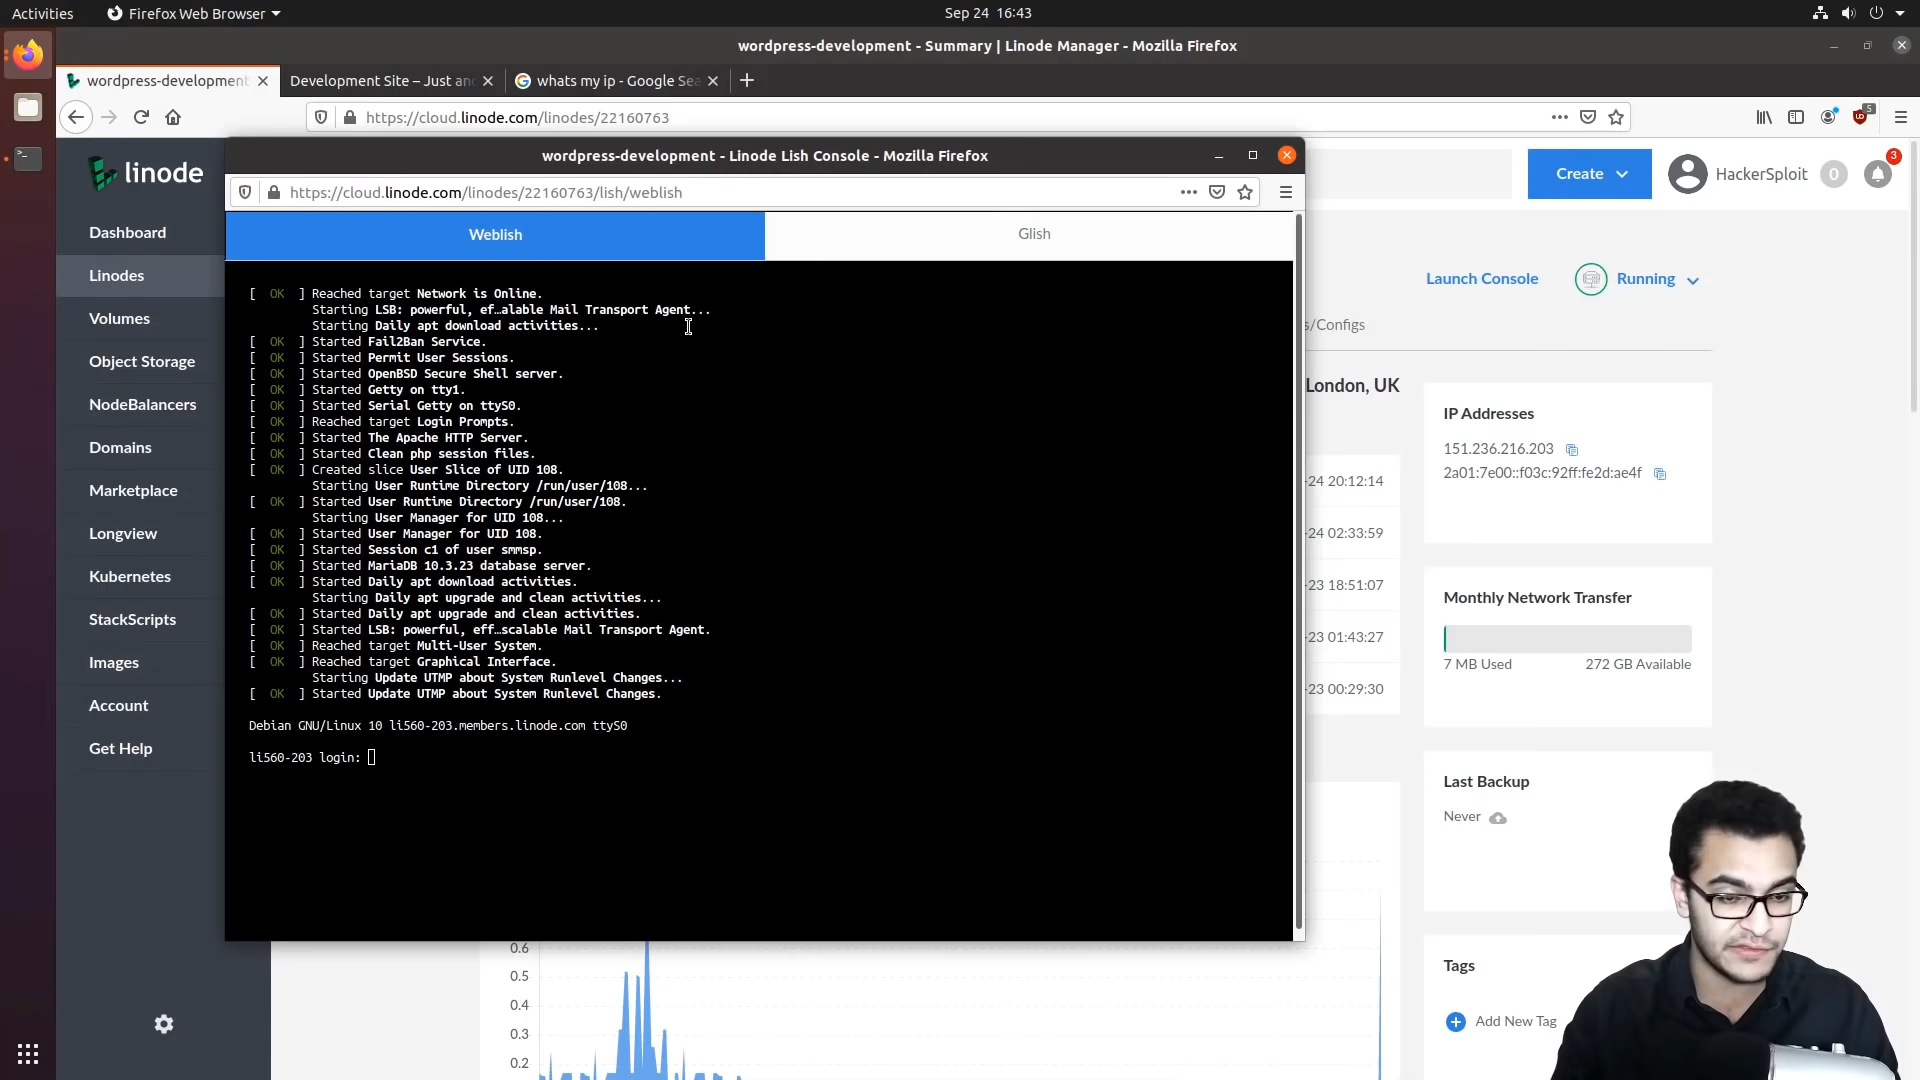 Activities
Firefox Web Browser
Sep 24 16:43
wordpress-development - Summary | Linode Manager - Mozilla Firefox
wordpress-development
Development Site – Just an
whats my ip - Google Sea
https://cloud.linode.com/linodes/22160763
5
linode
Dashboard
Linodes
Volumes
Object Storage
NodeBalancers
Domains
Marketplace
Longview
Kubernetes
StackScripts
Images
Account
Get Help
wordpress-development - Linode Lish Console - Mozilla Firefox
https://cloud.linode.com/linodes/22160763/lish/weblish
Weblish
Glish
[ OK ] Reached target Network is Online.
Starting LSB: powerful, ef…alable Mail Transport Agent...
Starting Daily apt download activities...
[ OK ] Started Fail2Ban Service.
[ OK ] Started Permit User Sessions.
[ OK ] Started OpenBSD Secure Shell server.
[ OK ] Started Getty on tty1.
[ OK ] Started Serial Getty on ttyS0.
[ OK ] Reached target Login Prompts.
[ OK ] Started The Apache HTTP Server.
[ OK ] Started Clean php session files.
[ OK ] Created slice User Slice of UID 108.
Starting User Runtime Directory /run/user/108...
[ OK ] Started User Runtime Directory /run/user/108.
Starting User Manager for UID 108...
[ OK ] Started User Manager for UID 108.
[ OK ] Started Session c1 of user smmsp.
[ OK ] Started MariaDB 10.3.23 database server.
[ OK ] Started Daily apt download activities.
Starting Daily apt upgrade and clean activities...
[ OK ] Started Daily apt upgrade and clean activities.
[ OK ] Started LSB: powerful, eff…scalable Mail Transport Agent.
[ OK ] Reached target Multi-User System.
[ OK ] Reached target Graphical Interface.
Starting Update UTMP about System Runlevel Changes...
[ OK ] Started Update UTMP about System Runlevel Changes.
Debian GNU/Linux 10 li560-203.members.linode.com ttyS0
li560-203 login:
Create
HackerSploit
0
3
Launch Console
Running
s/Configs
London, UK
-24 20:12:14
-24 02:33:59
-23 18:51:07
-23 01:43:27
-23 00:29:30
IP Addresses
151.236.216.203
2a01:7e00::f03c:92ff:fe2d:ae4f
Monthly Network Transfer
7 MB Used
272 GB Available
Last Backup
Never
Tags
Add New Tag
0.6
0.5
0.4
0.3
0.2